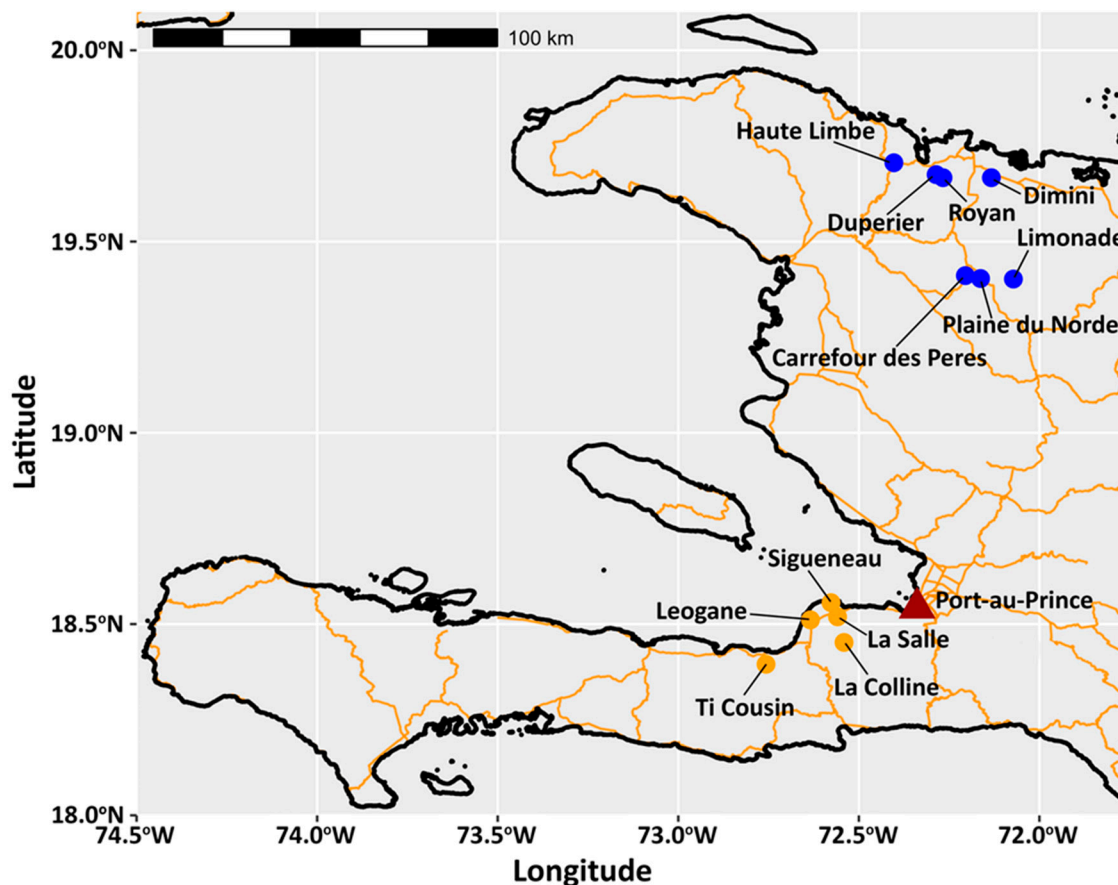 100 km
20.0°N
Haute Limbe
Dimini
Duperier
Royan
19.5°N
Limonade
Plaine du Norde
Carrefour des Peres
19.0°N
Latitude
Sigueneau
Leogane
Port-au-Prince
18.5°N
La Salle
La Colline
Ti Cousin
18.0°N
74.5°W 74.0°W 73.5°W 73.0°W 72.5°W 72.0°W
Longitude